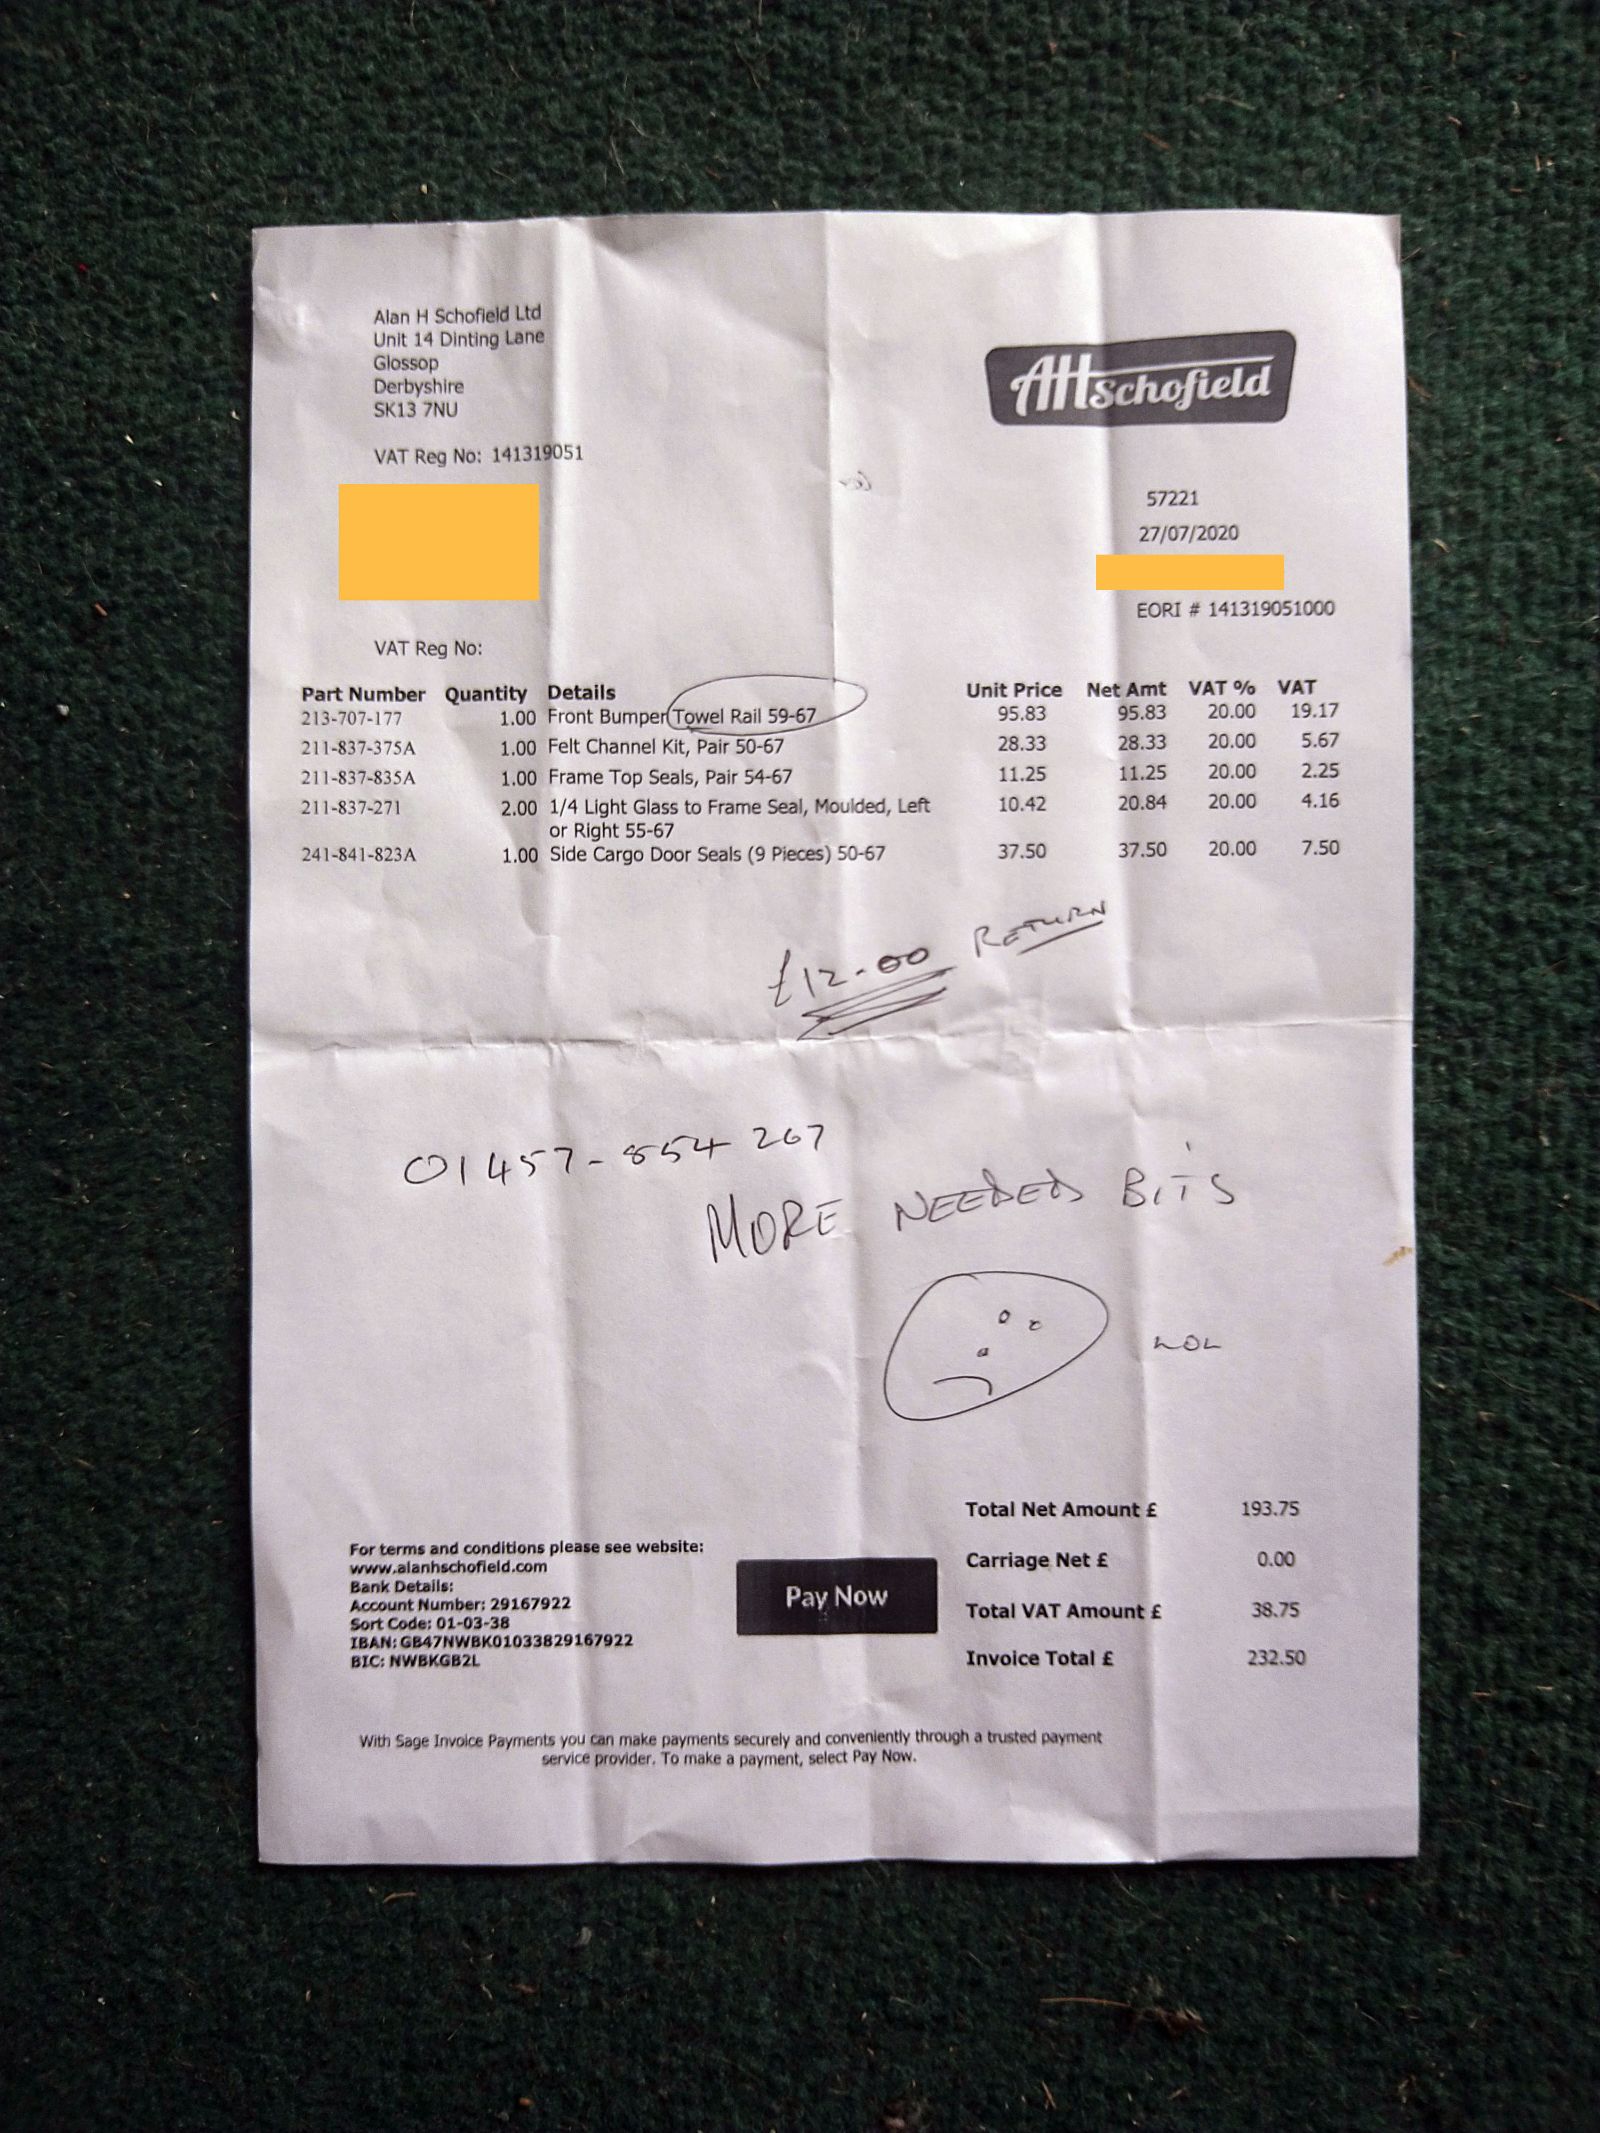 Alan H Schofield Ltd
Unit 14 Dinting Lane
Glossop
Derbyshire
SK13 7NU
AHSchofield
VAT Reg No: 141319051
57221
27/07/2020
EORI # 141319051000
VAT Reg No:
Part Number Quantity Details Unit Price Net Amt VAT % VAT
213-707-177 1.00 Front Bumper Towel Rail 59-67 95.83 95.83 20.00 19.17
211-837-375A 1.00 Felt Channel Kit, Pair 50-67 28.33 28.33 20.00 5.67
211-837-835A 1.00 Frame Top Seals, Pair 54-67 11.25 11.25 20.00 2.25
211-837-271 2.00 1/4 Light Glass to Frame Seal, Moulded, Left 10.42 20.84 20.00 4.16
or Right 55-67
241-841-823A 1.00 Side Cargo Door Seals (9 Pieces) 50-67 37.50 37.50 20.00 7.50
£12.00 RETURN
01457-854 267
MORE NEEDED BITS
LOL
Total Net Amount £ 193.75
Carriage Net £ 0.00
Total VAT Amount £ 38.75
Invoice Total £ 232.50
For terms and conditions please see website:
www.alanhschofield.com
Bank Details:
Account Number: 29167922
Sort Code: 01-03-38
IBAN: GB47NWBK01033829167922
BIC: NWBKGB2L
Pay Now
With Sage Invoice Payments you can make payments securely and conveniently through a trusted payment
service provider. To make a payment, select Pay Now.